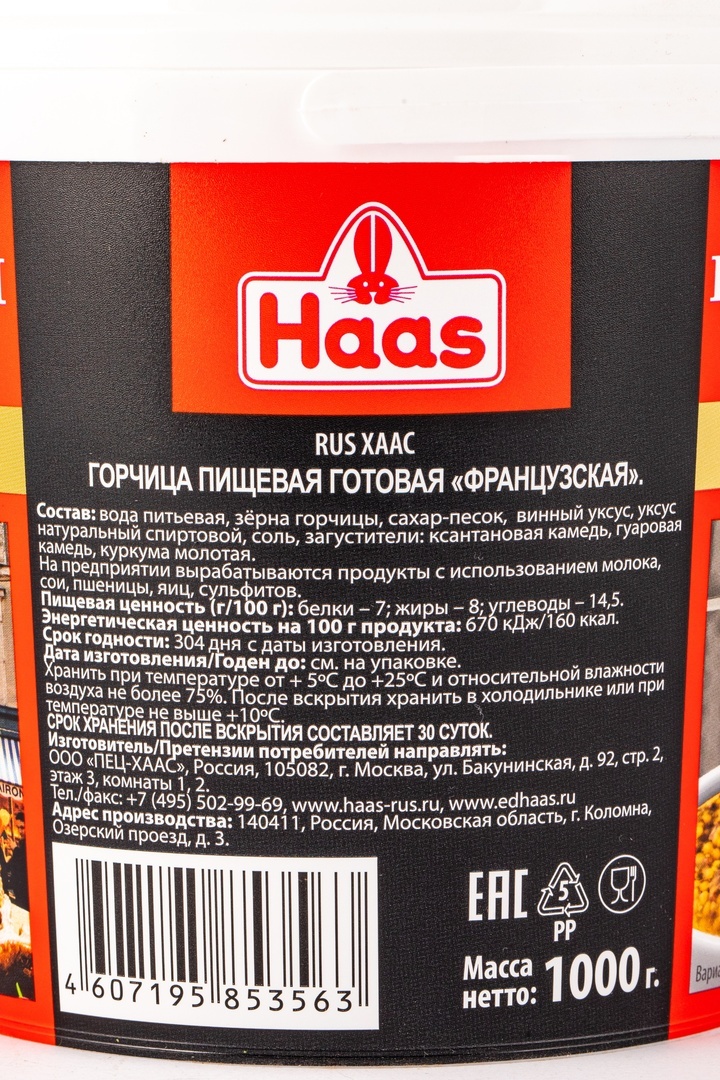 Haas
RUS ХААС
ГОРЧИЦА ПИЩЕВАЯ ГОТОВАЯ «ФРАНЦУЗСКАЯ».
Состав: вода питьевая, зёрна горчицы, сахар-песок, винный уксус, уксус
натуральный спиртовой, соль, загустители: ксантановая камедь, гуаровая
камедь, куркума молотая.
На предприятии вырабатываются продукты с использованием молока,
сои, пшеницы, яиц, сульфитов.
Пищевая ценность (г/100 г): белки – 7; жиры – 8; углеводы – 14,5.
Энергетическая ценность на 100 г продукта: 670 кДж/160 ккал.
Срок годности: 304 дня с даты изготовления.
Дата изготовления/Годен до: см. на упаковке.
Хранить при температуре от + 5ºС до +25ºС и относительной влажности
воздуха не более 75%. После вскрытия хранить в холодильнике или при
температуре не выше +10ºС.
СРОК ХРАНЕНИЯ ПОСЛЕ ВСКРЫТИЯ СОСТАВЛЯЕТ 30 СУТОК.
Изготовитель/Претензии потребителей направлять:
ООО «ПЕЦ-ХААС», Россия, 105082, г. Москва, ул. Бакунинская, д. 92, стр. 2,
этаж 3, комнаты 1, 2.
Тел./факс: +7 (495) 502-99-69, www.haas-rus.ru, www.edhaas.ru
Адрес производства: 140411, Россия, Московская область, г. Коломна,
Озерский проезд, д. 3.
4 607195 853563
ЕАС
5
PP
Масса
нетто: 1000 г.